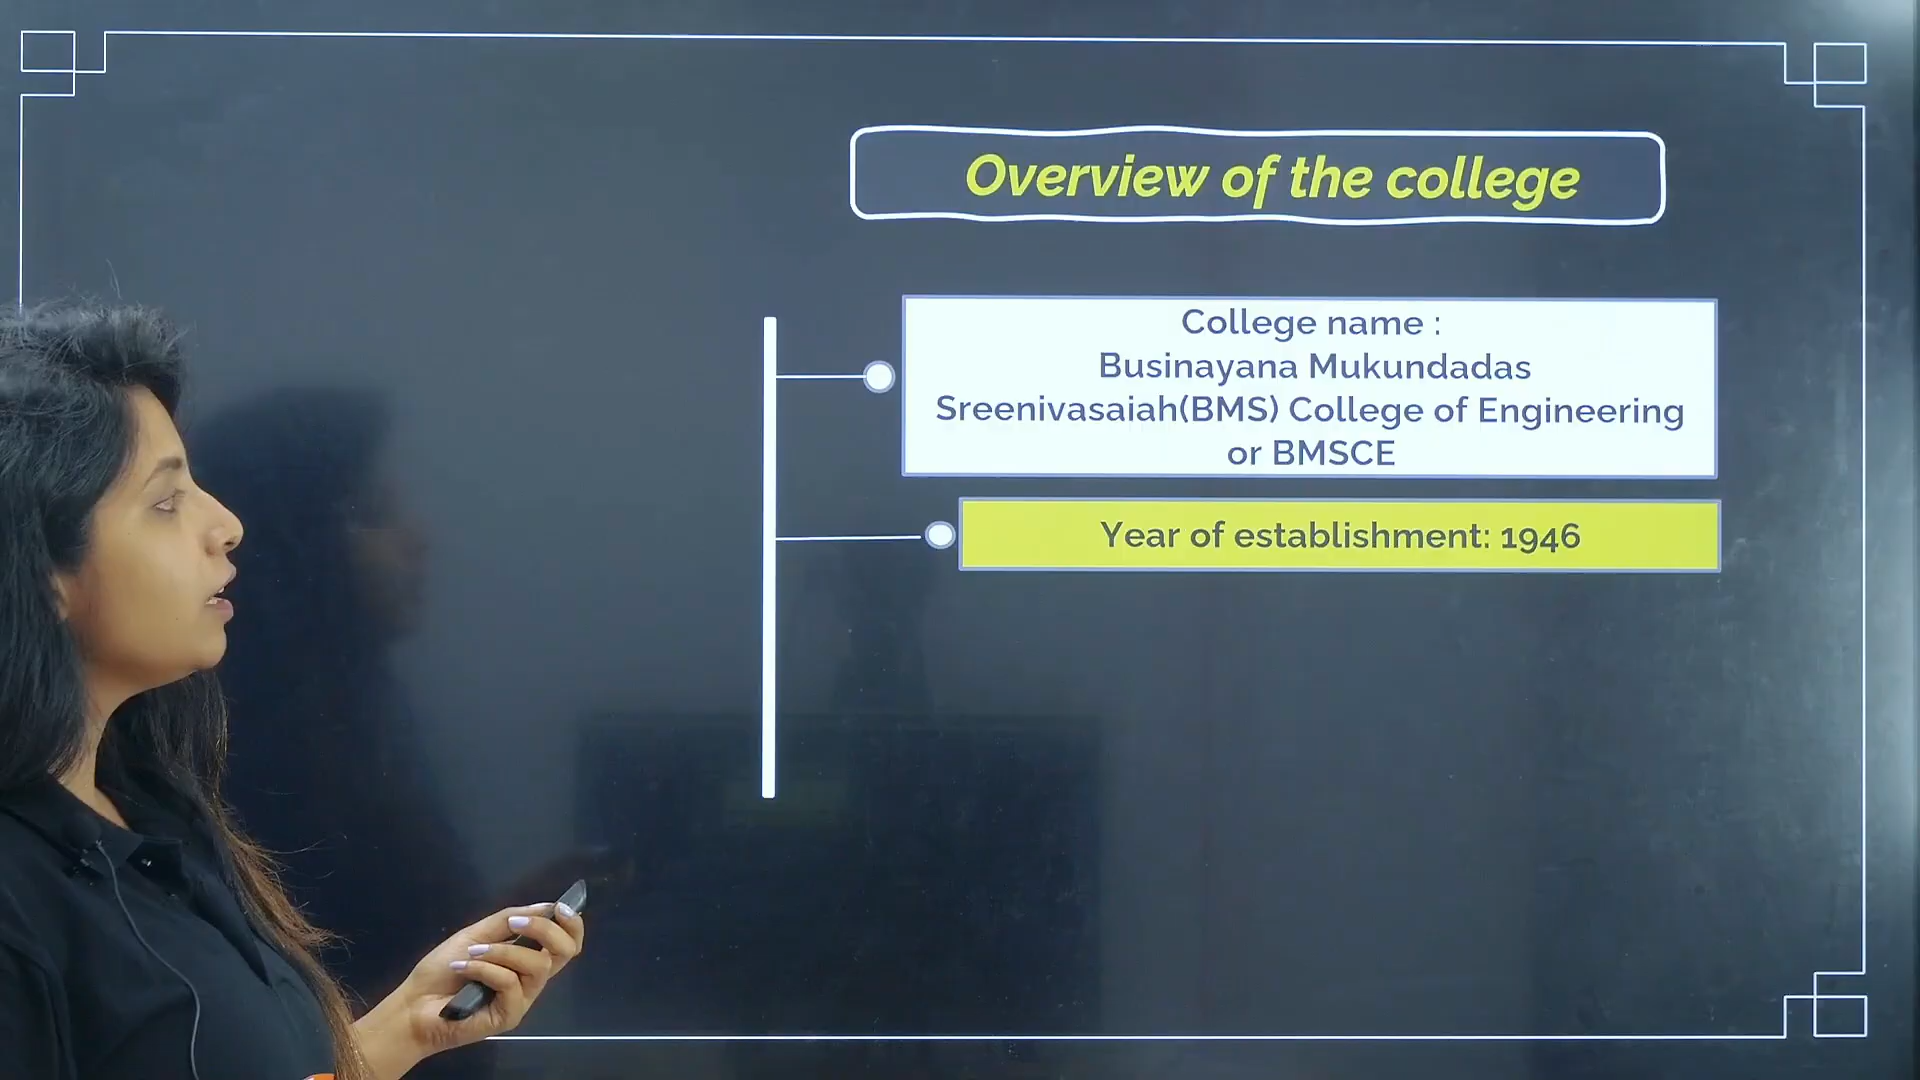 Overview of the college
College name :
Businayana Mukundadas
Sreenivasaiah(BMS) College of Engineering
or BMSCE
Year of establishment: 1946